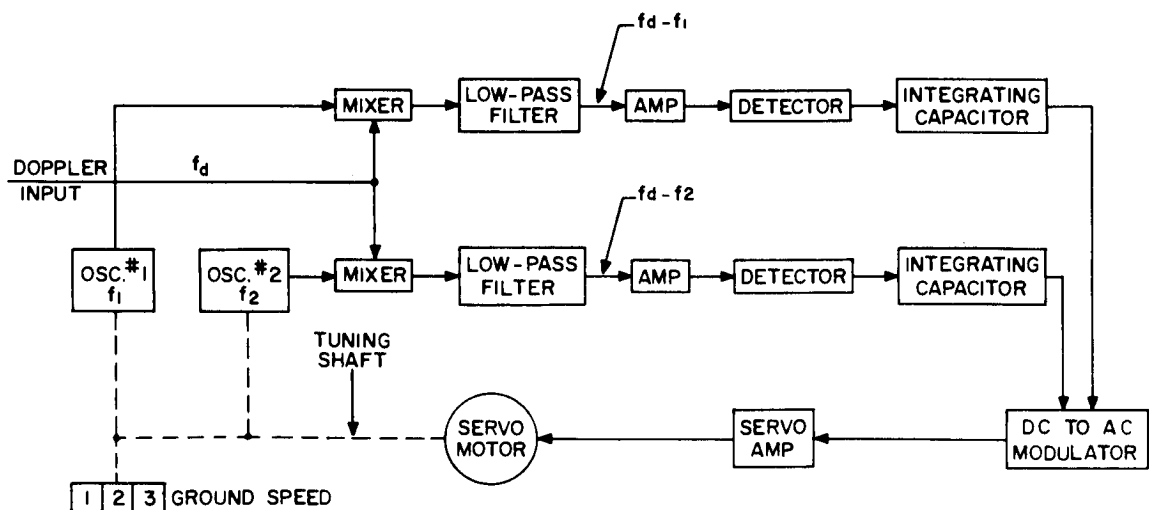 fd-f1
MIXER
LOW-PASS
FILTER
AMP
DETECTOR
INTEGRATING
CAPACITOR
DOPPLER
INPUT
fd
fd-f2
OSC.#1
f1
OSC.#2
f2
MIXER
LOW-PASS
FILTER
AMP
DETECTOR
INTEGRATING
CAPACITOR
TUNING
SHAFT
SERVO
MOTOR
SERVO
AMP
DC TO AC
MODULATOR
1 2 3 GROUND SPEED